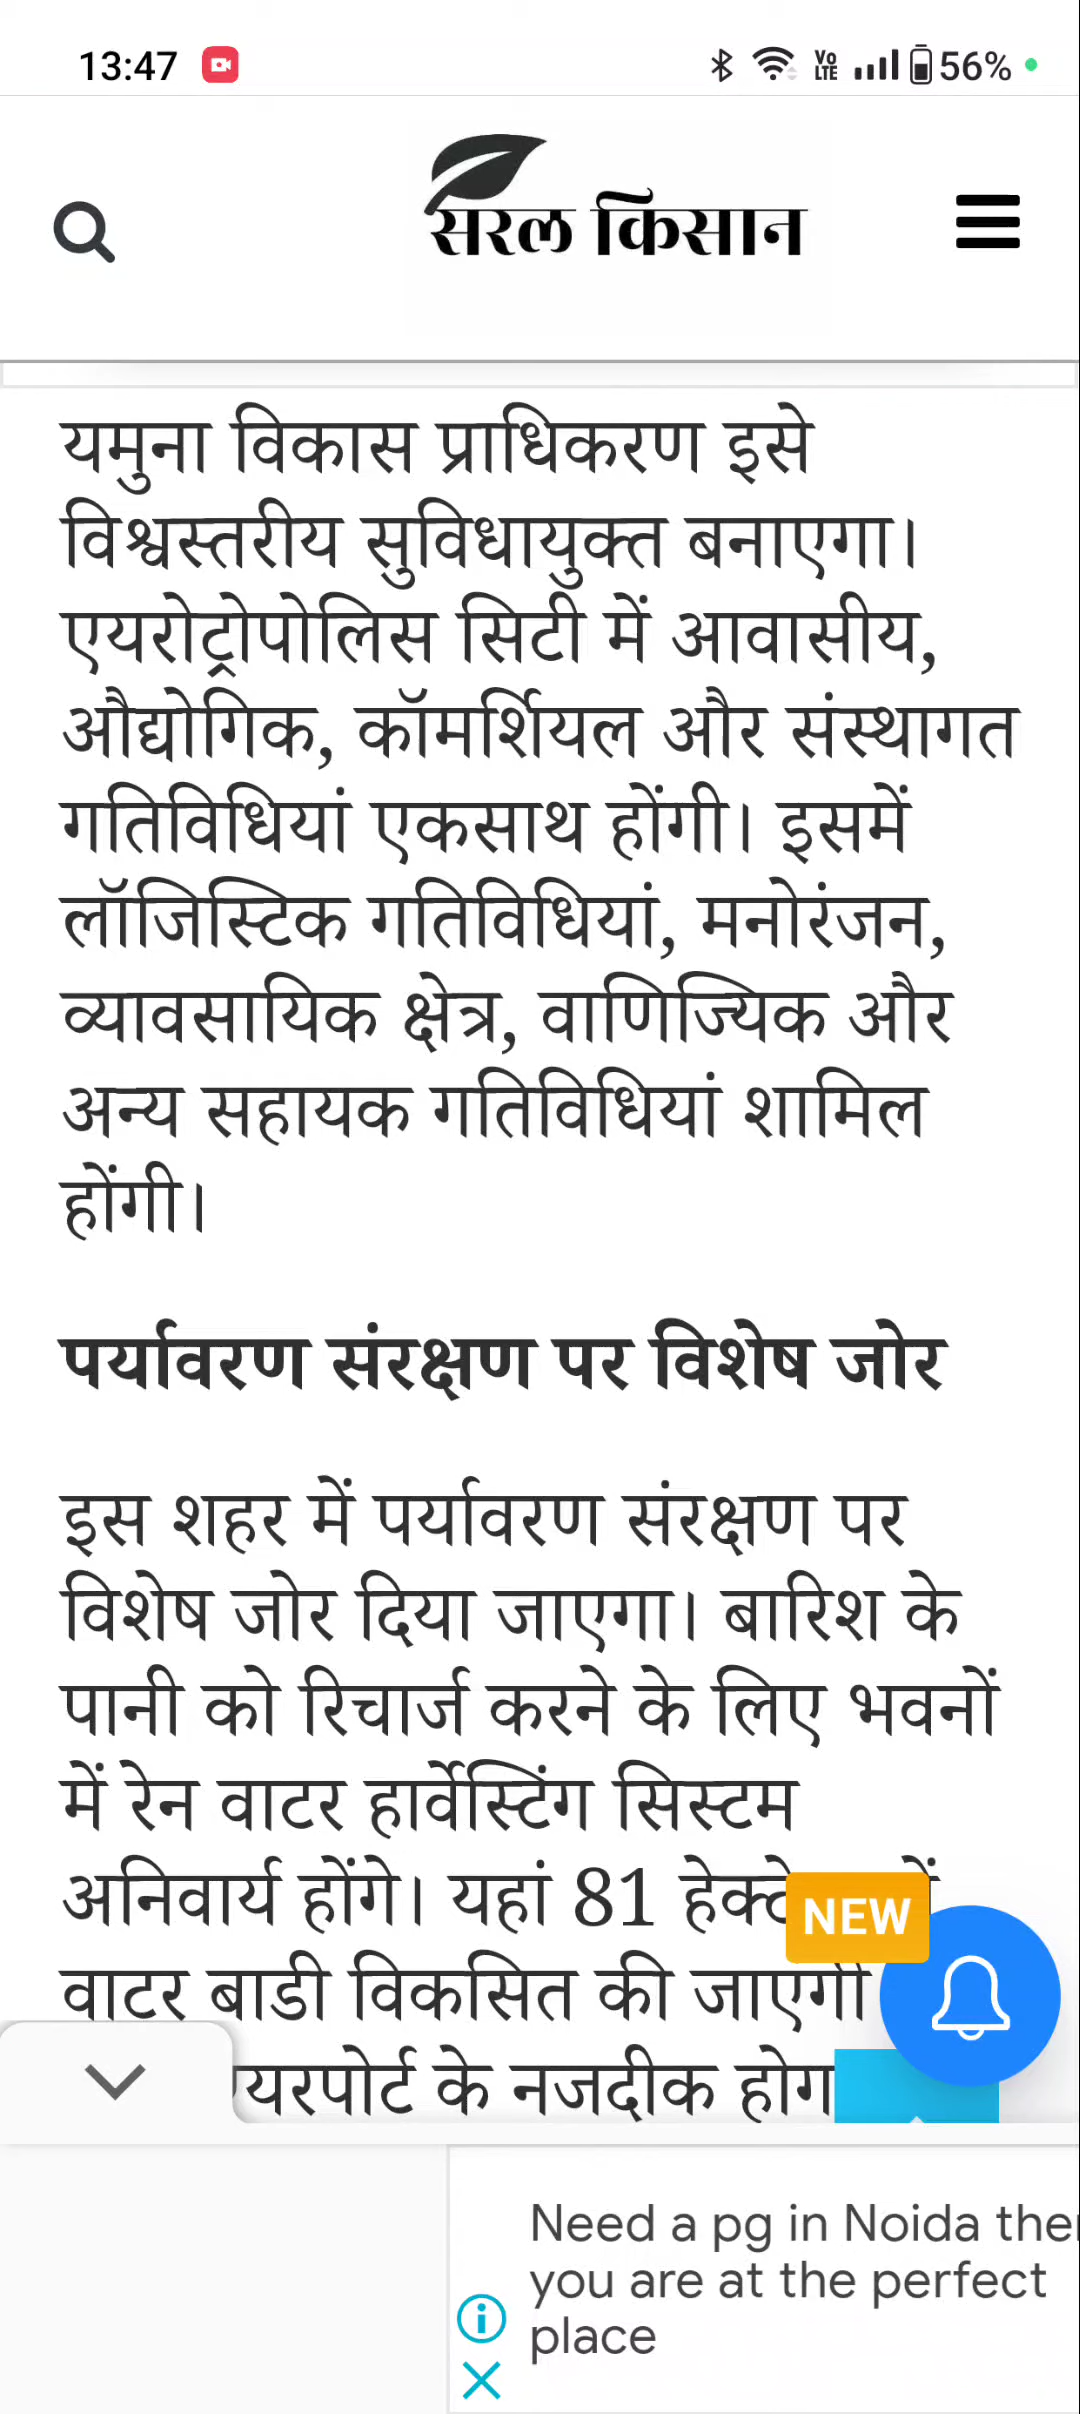 13:47
Vo
LTE
56%
सरल किसान
यमुना विकास प्राधिकरण इसे
विश्वस्तरीय सुविधायुक्त बनाएगा।
एयरोट्रोपोलिस सिटी में आवासीय,
औद्योगिक, कॉमर्शियल और संस्थागत
गतिविधियां एकसाथ होंगी। इसमें
लॉजिस्टिक गतिविधियां, मनोरंजन,
व्यावसायिक क्षेत्र, वाणिज्यिक और
अन्य सहायक गतिविधियां शामिल
होंगी।
पर्यावरण संरक्षण पर विशेष जोर
इस शहर में पर्यावरण संरक्षण पर
विशेष जोर दिया जाएगा। बारिश के
पानी को रिचार्ज करने के लिए भवनों
में रेन वाटर हार्वेस्टिंग सिस्टम
अनिवार्य होंगे। यहां 81
NEW
वाटर बाडी विकसित की जाएगी
के नजदीक
Need a pg in Noida
you are at the perfect
place